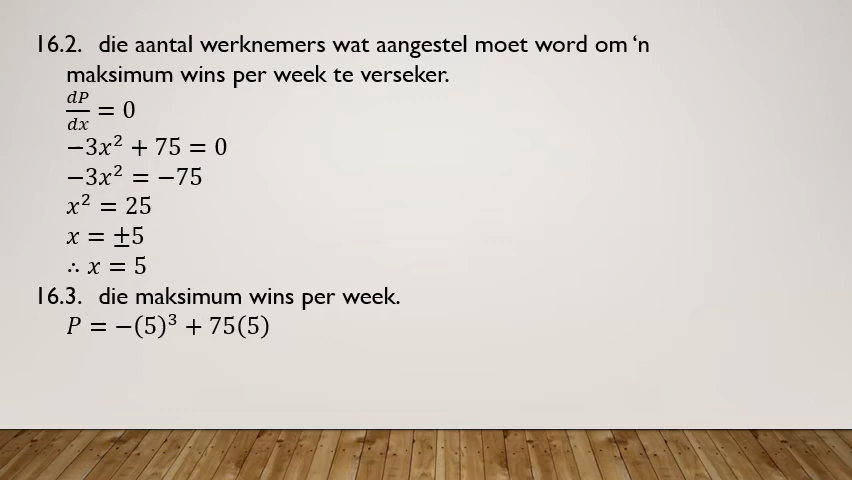 16.2. die aantal werknemers wat aangestel moet word om ‘n
maksimum wins per week te verseker.
dP/dx = 0
−3x² + 75 = 0
−3x² = −75
x² = 25
x = ±5
∴ x = 5
16.3. die maksimum wins per week.
P = −(5)³ + 75(5)